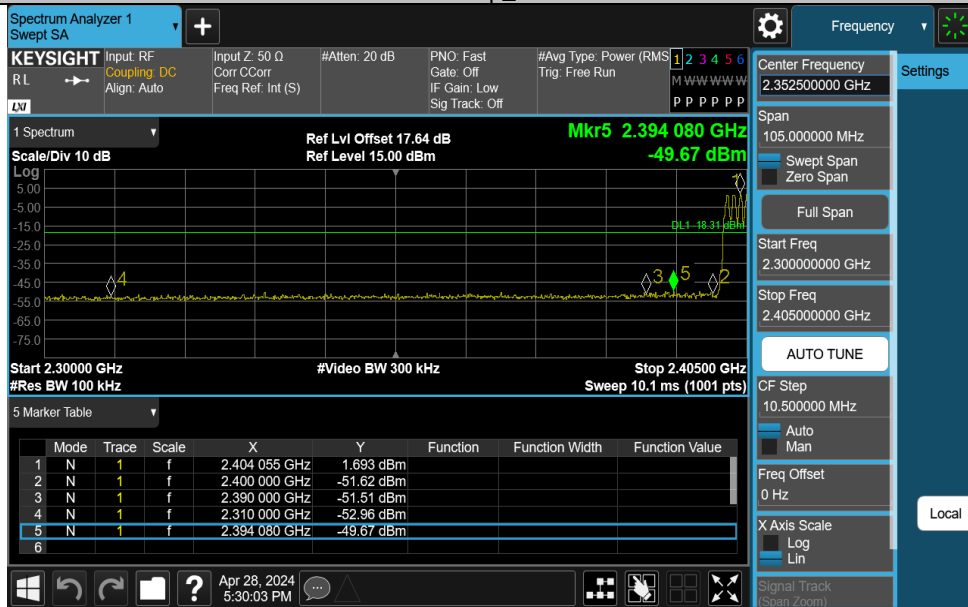 Spectrum Analyzer 1
Swept SA
+
Frequency
KEYSIGHT
RL
LXI
Input: RF
Coupling: DC
Align: Auto
Input Z: 50 Ω
Corr CCorr
Freq Ref: Int (S)
#Atten: 20 dB
PNO: Fast
Gate: Off
IF Gain: Low
Sig Track: Off
#Avg Type: Power (RMS
Trig: Free Run
1 2 3 4 5 6
M W W W W W
P P P P P P
1 Spectrum
Scale/Div 10 dB
Ref Lvl Offset 17.64 dB
Ref Level 15.00 dBm
Mkr5 2.394 080 GHz
-49.67 dBm
Log
5.00
-5.00
-15.0
-25.0
-35.0
-45.0
-55.0
-65.0
-75.0
DL1 -18.31 dBm
1
4
3
5
2
Start 2.30000 GHz
#Video BW 300 kHz
Stop 2.40500 GHz
#Res BW 100 kHz
Sweep 10.1 ms (1001 pts)
5 Marker Table
Mode Trace Scale X Y Function Function Width Function Value
1 N 1 f 2.404 055 GHz 1.693 dBm
2 N 1 f 2.400 000 GHz -51.62 dBm
3 N 1 f 2.390 000 GHz -51.51 dBm
4 N 1 f 2.310 000 GHz -52.96 dBm
5 N 1 f 2.394 080 GHz -49.67 dBm
6
?
Apr 28, 2024
5:30:03 PM
Center Frequency
2.352500000 GHz
Span
105.000000 MHz
Swept Span
Zero Span
Full Span
Start Freq
2.300000000 GHz
Stop Freq
2.405000000 GHz
AUTO TUNE
CF Step
10.500000 MHz
Auto
Man
Freq Offset
0 Hz
X Axis Scale
Log
Lin
Signal Track
(Span Zoom)
Settings
Local